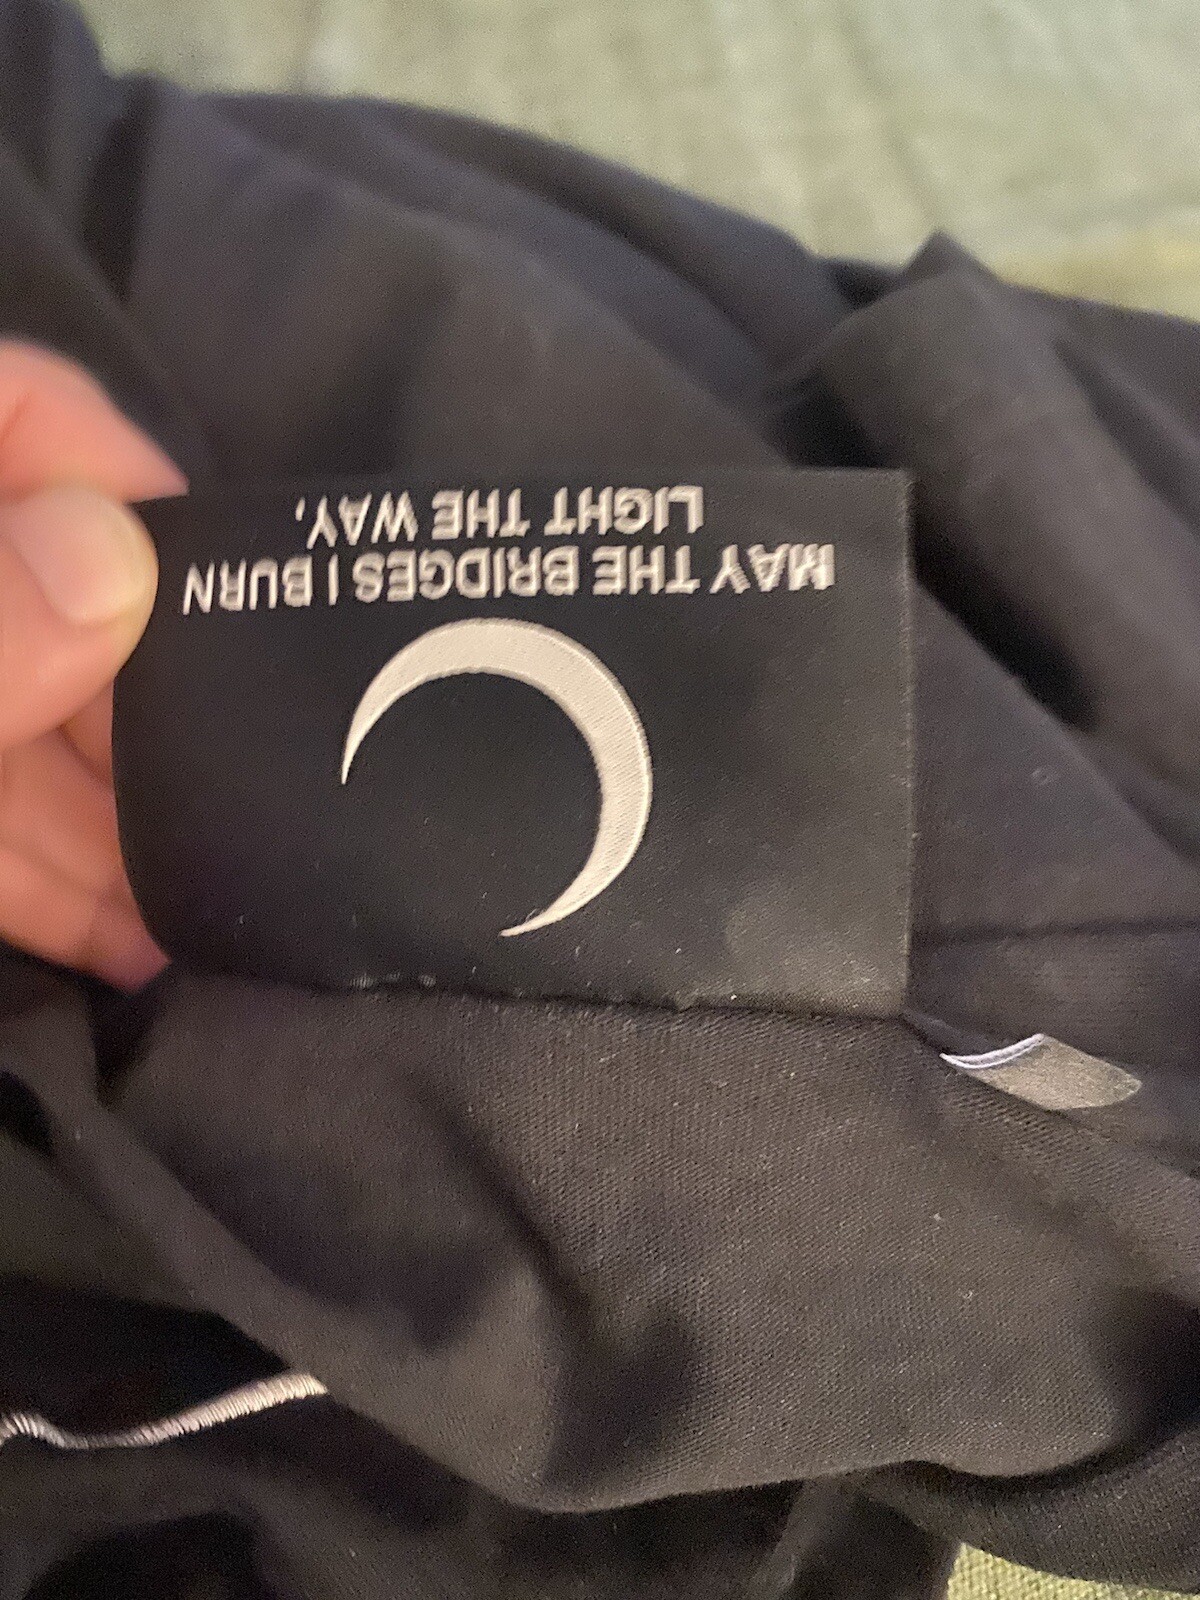 MAY THE BRIDGES I BURN
LIGHT THE WAY.